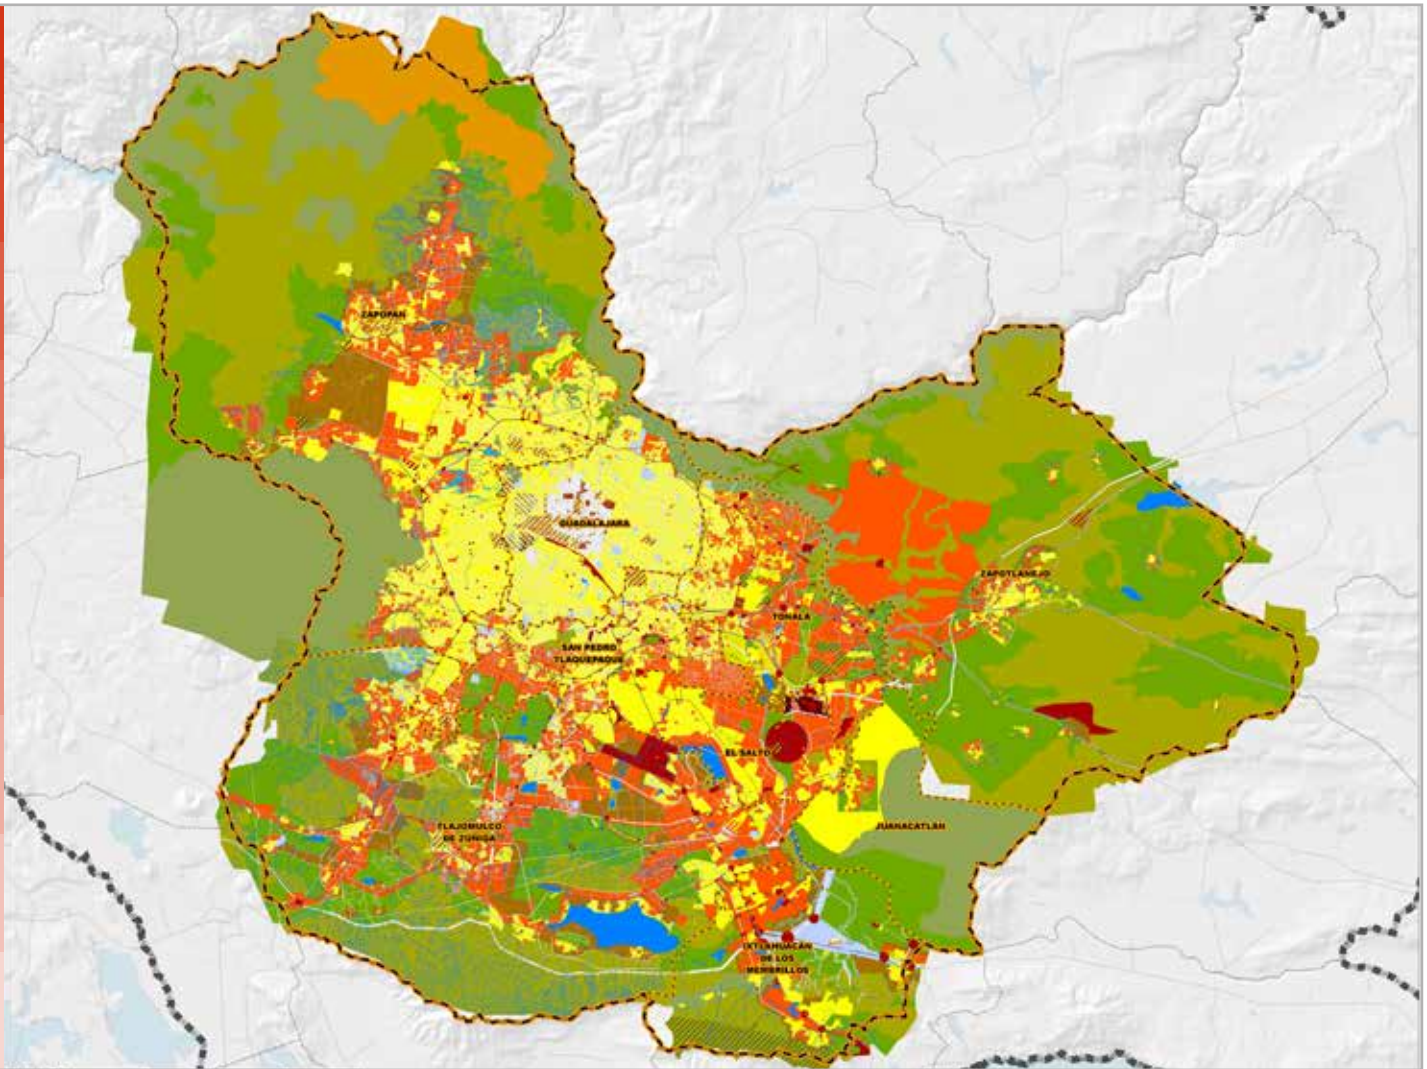 ZAPOPAN
GUADALAJARA
ZAPOTLANEJO
TONALÁ
SAN PEDRO
TLAQUEPAQUE
EL SALTO
TLAJOMULCO
DE ZÚÑIGA
JUANACATLÁN
IXTLAHUACÁN
DE LOS
MEMBRILLOS